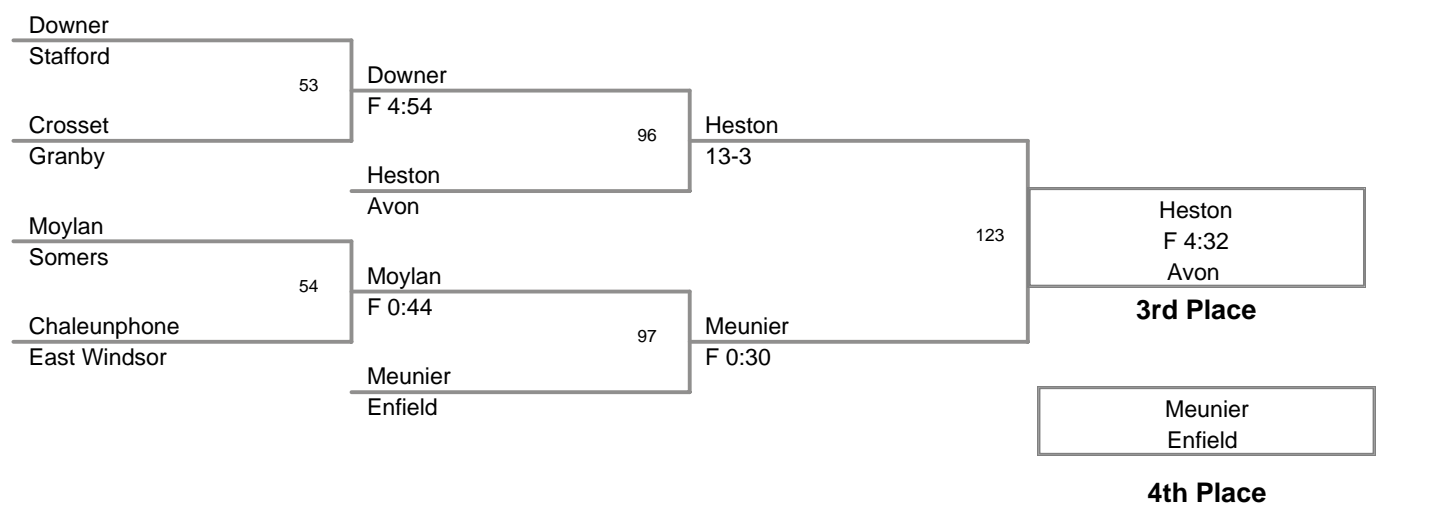 Downer
Stafford
53
Crosset
Granby
Moylan
Somers
54
Chaleunphone
East Windsor
Downer
F 4:54
96
Heston
Avon
Moylan
F 0:44
97
Meunier
Enfield
Heston
13-3
123
Meunier
F 0:30
Heston
F 4:32
Avon
3rd Place
Meunier
Enfield
4th Place